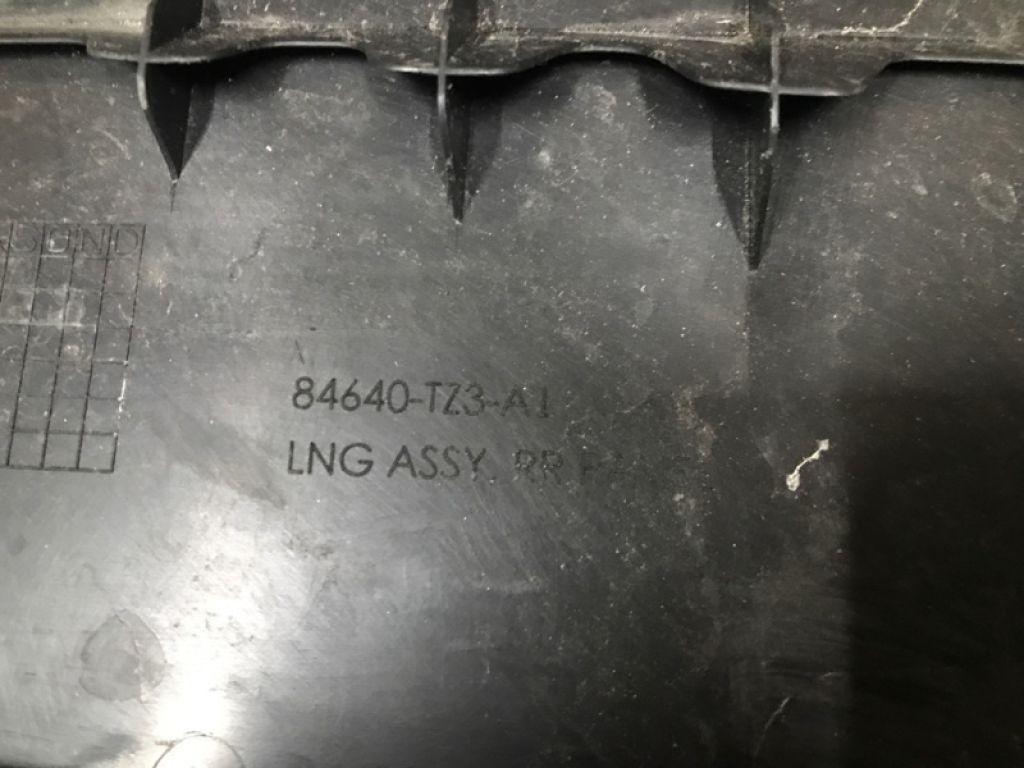 S O N D
84640-TZ3-A1
LNG ASSY, RR